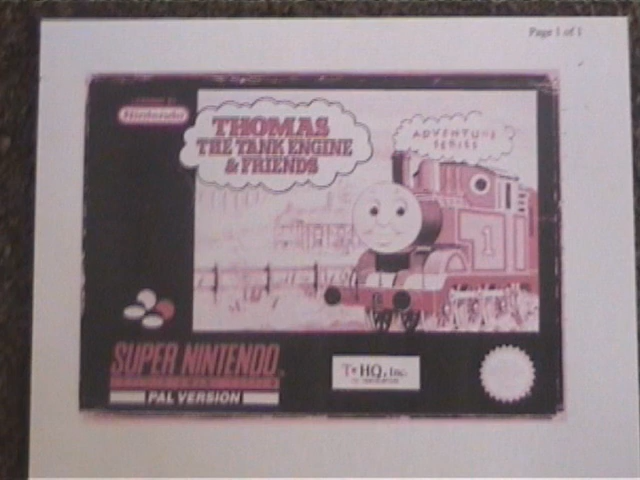 Page 1 of 1
Nintendo
THOMAS
THE TANK ENGINE
& FRIENDS
ADVENTURE
SERIES
1
SUPER NINTENDO
PAL VERSION
T•HQ, Inc.